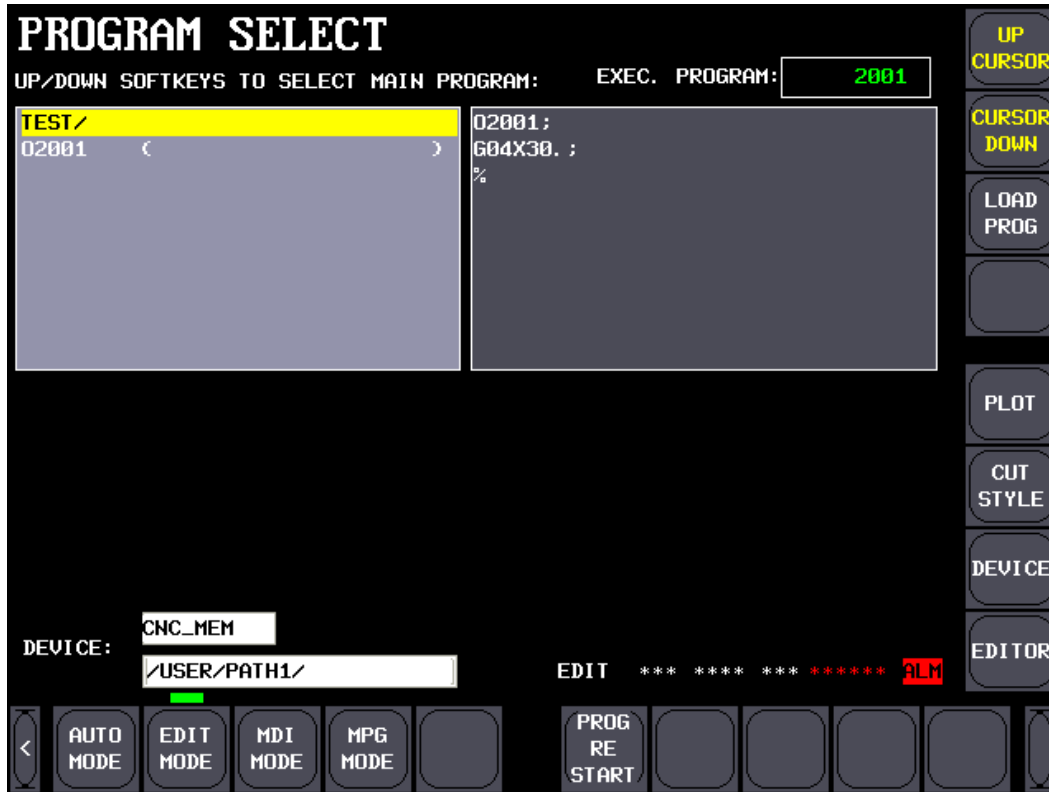 PROGRAM SELECT
UP/DOWN SOFTKEYS TO SELECT MAIN PROGRAM:
EXEC. PROGRAM:
2001
TEST/
O2001 ( )
O2001;
G04X30.;
%
UP
CURSOR
CURSOR
DOWN
LOAD
PROG
PLOT
CUT
STYLE
DEVICE
EDITOR
DEVICE:
CNC_MEM
/USER/PATH1/
EDIT *** **** *** ****** ALM
<
AUTO
MODE
EDIT
MODE
MDI
MODE
MPG
MODE
PROG
RE
START